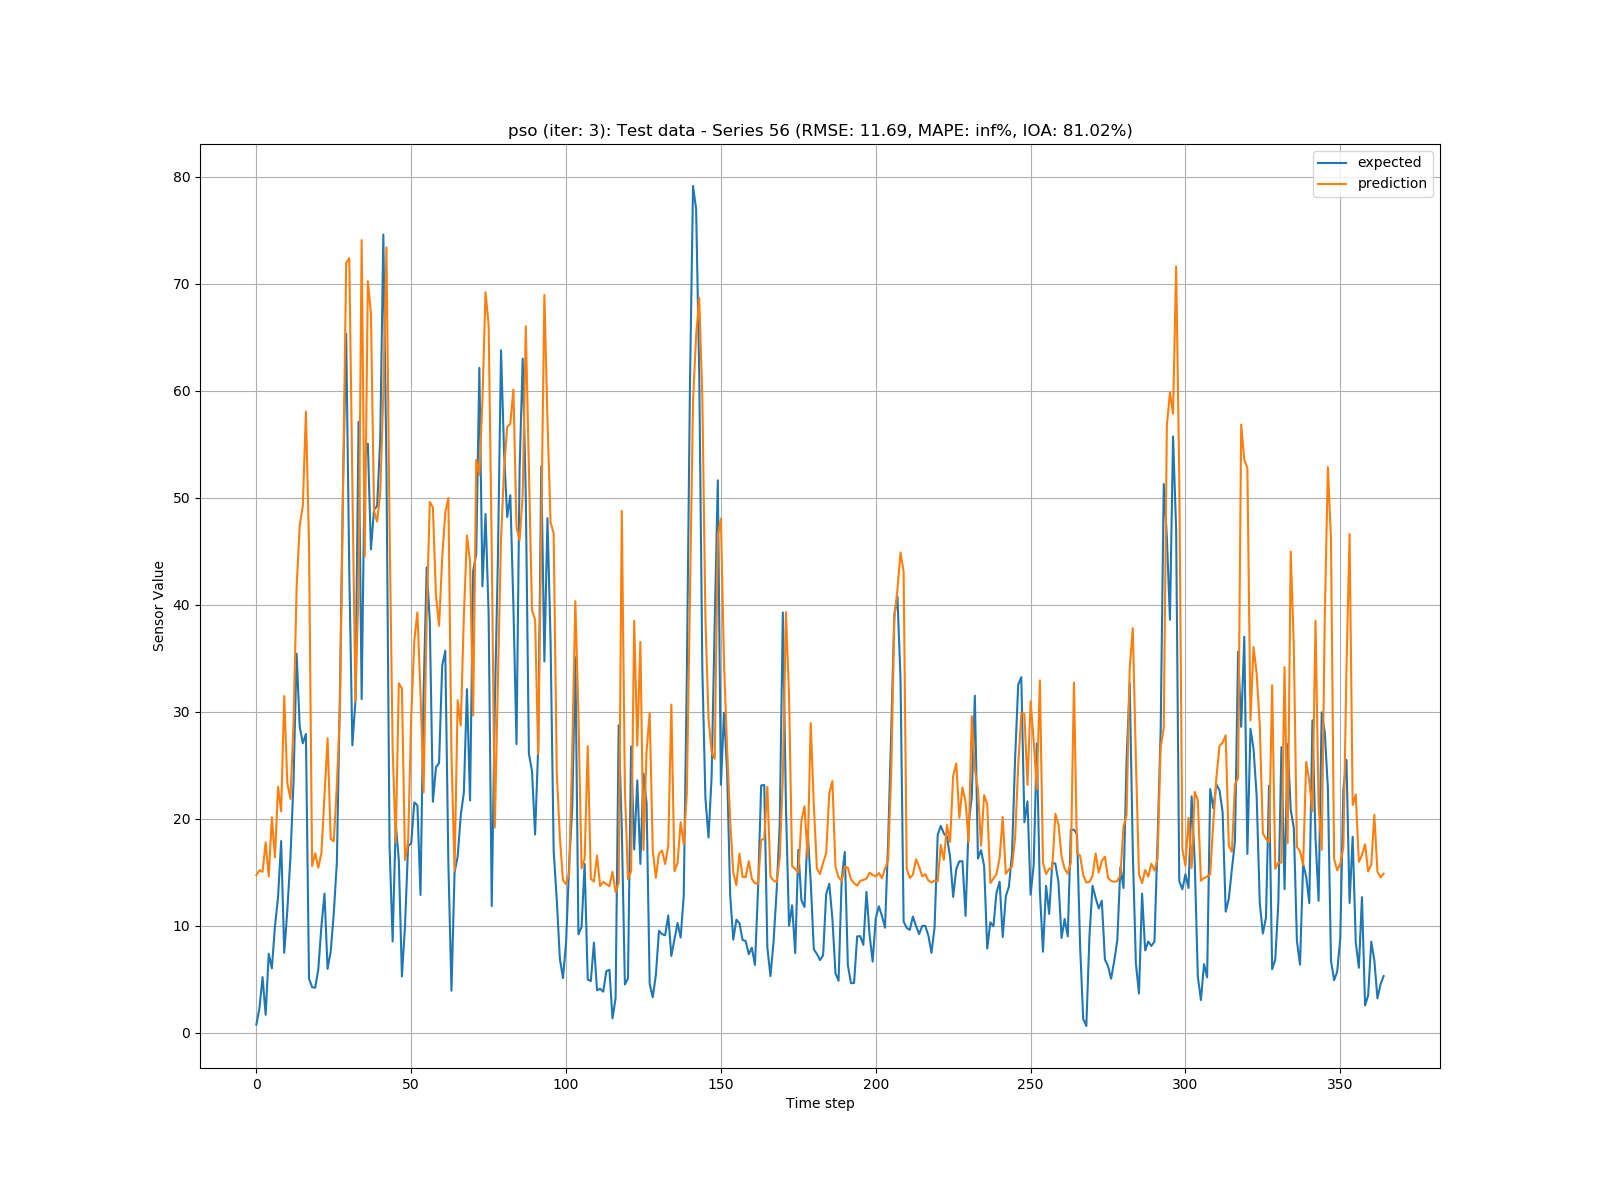 pso (iter: 3): Test data - Series 56 (RMSE: 11.69, MAPE: inf%, IOA: 81.02%)
expected
prediction
80
70
60
50
40
30
20
10
0
Sensor Value
0 50 100 150 200 250 300 350
Time step